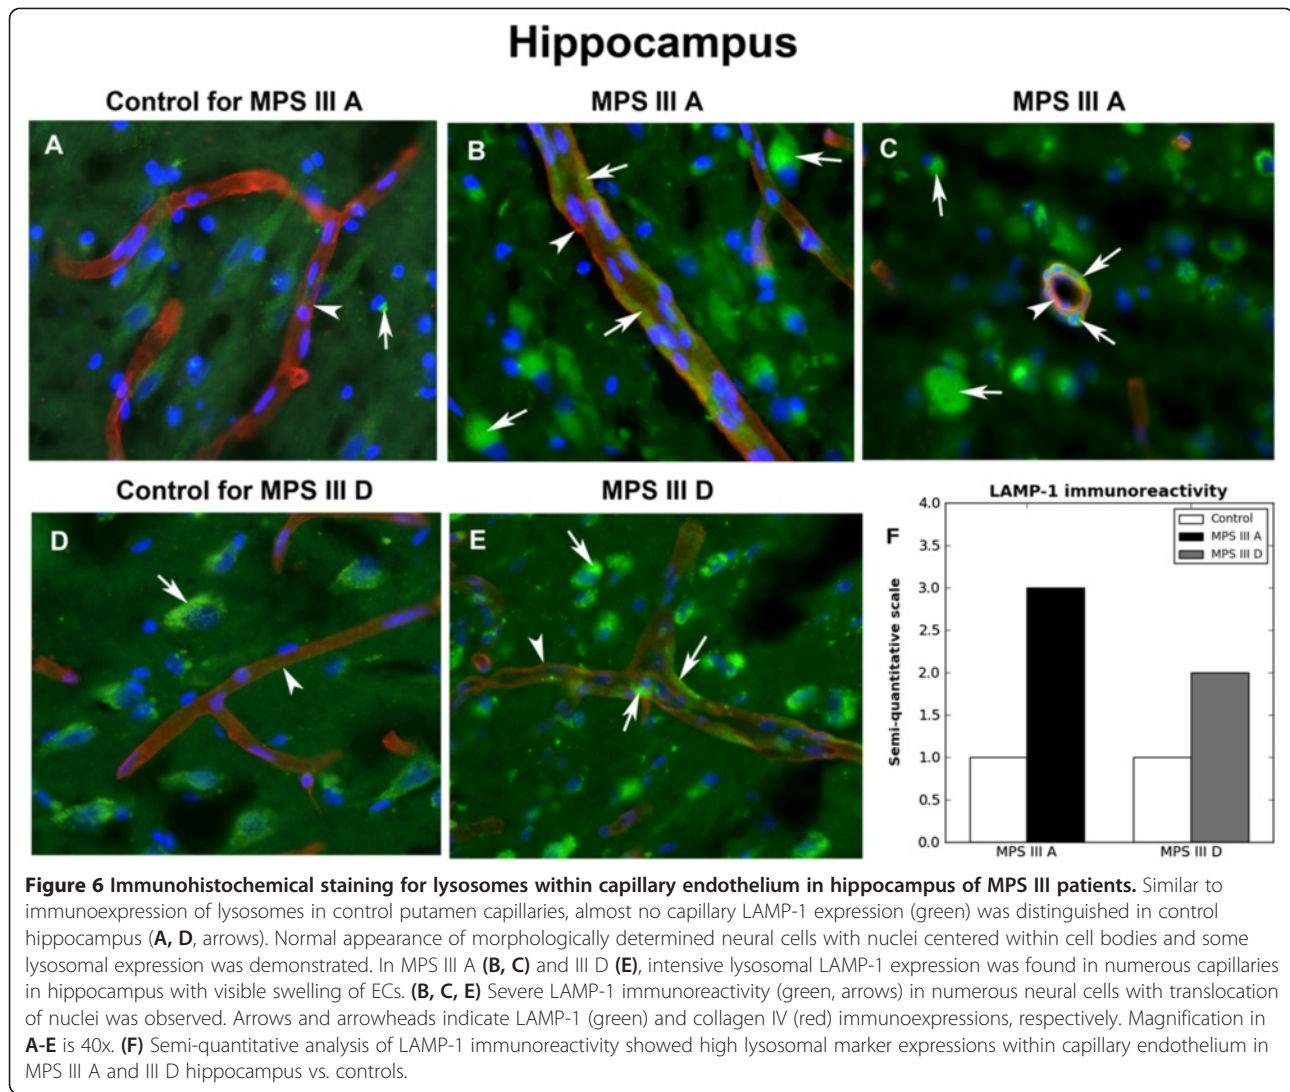 Hippocampus
Control for MPS III A
MPS III A
MPS III A
A
B
C
Control for MPS III D
MPS III D
D
E
F
LAMP-1 immunoreactivity
Control
MPS III A
MPS III D
Semi-quantitative scale
4.0
3.5
3.0
2.5
2.0
1.5
1.0
0.5
0.0
MPS III A
MPS III D
Figure 6 Immunohistochemical staining for lysosomes within capillary endothelium in hippocampus of MPS III patients. Similar to
immunoexpression of lysosomes in control putamen capillaries, almost no capillary LAMP-1 expression (green) was distinguished in control
hippocampus (A, D, arrows). Normal appearance of morphologically determined neural cells with nuclei centered within cell bodies and some
lysosomal expression was demonstrated. In MPS III A (B, C) and III D (E), intensive lysosomal LAMP-1 expression was found in numerous capillaries
in hippocampus with visible swelling of ECs. (B, C, E) Severe LAMP-1 immunoreactivity (green, arrows) in numerous neural cells with translocation
of nuclei was observed. Arrows and arrowheads indicate LAMP-1 (green) and collagen IV (red) immunoexpressions, respectively. Magnification in
A-E is 40x. (F) Semi-quantitative analysis of LAMP-1 immunoreactivity showed high lysosomal marker expressions within capillary endothelium in
MPS III A and III D hippocampus vs. controls.